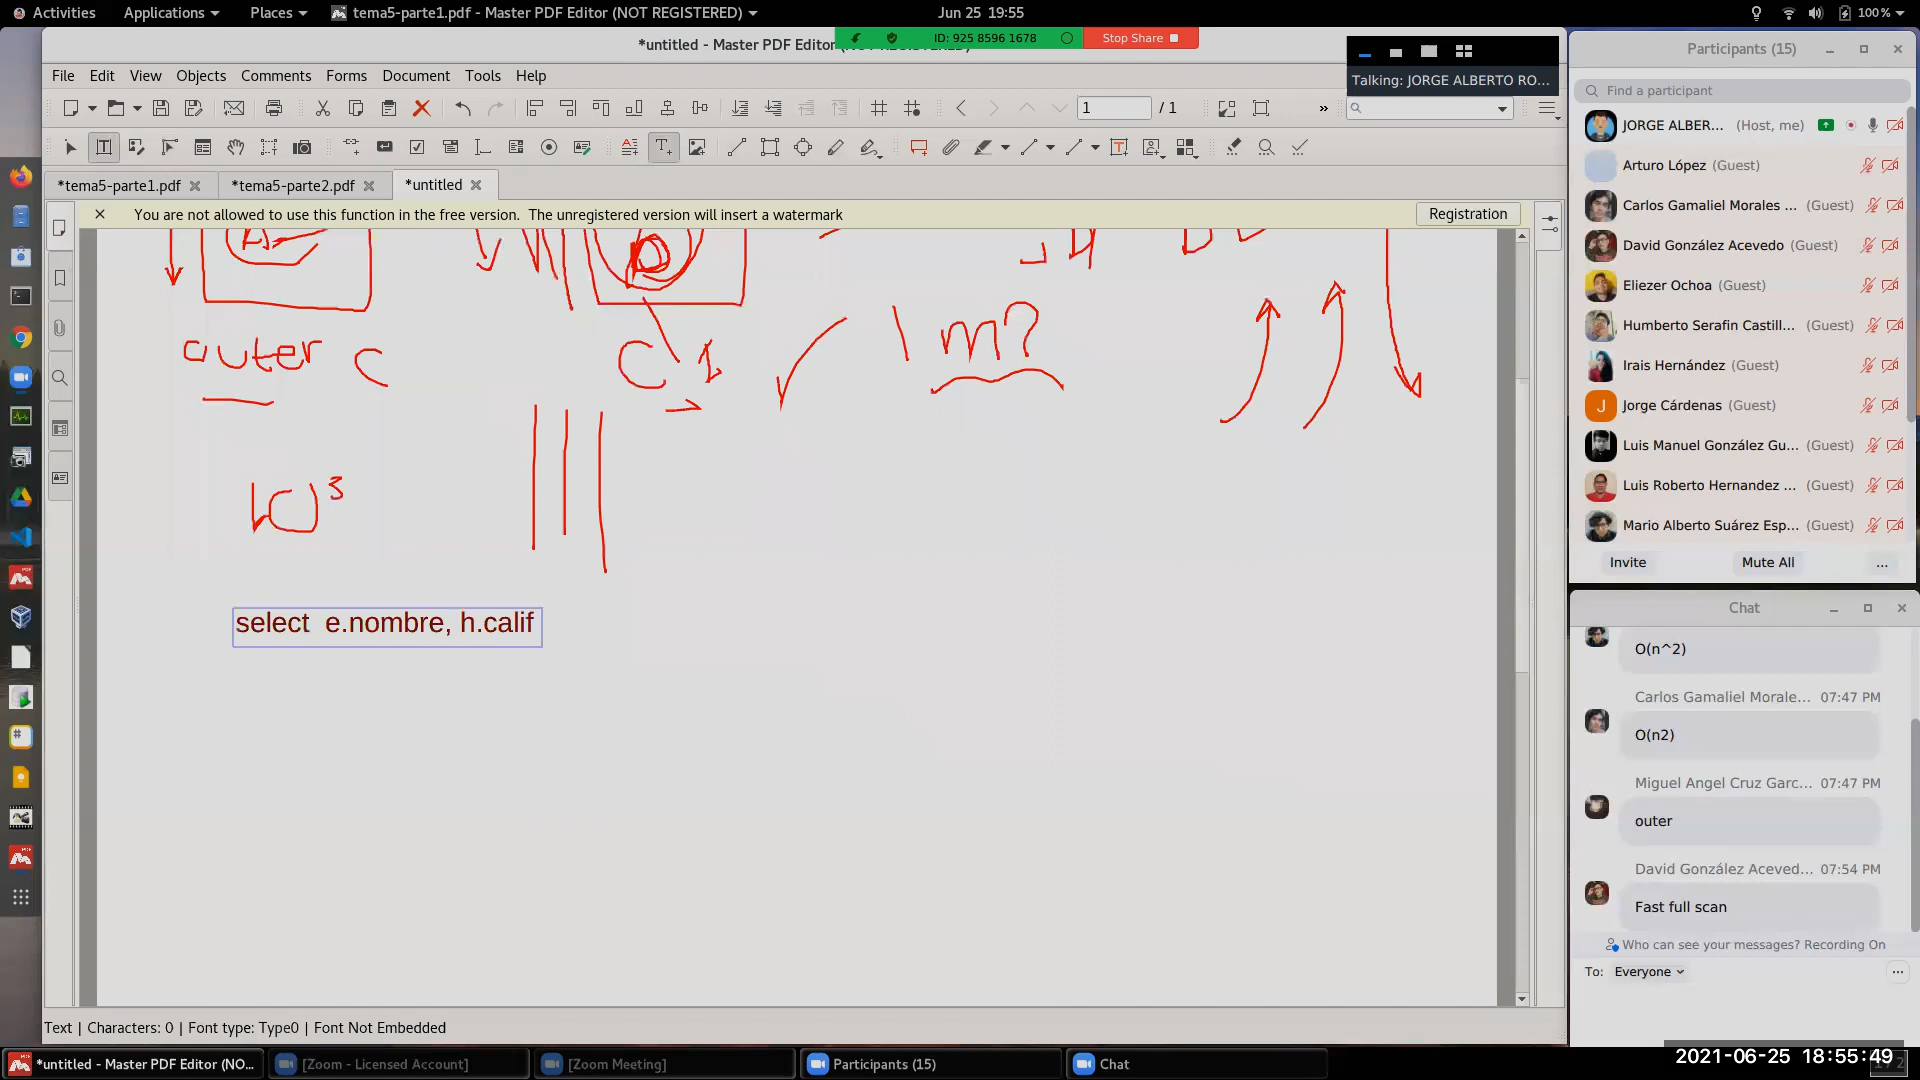 Activities
Applications
Places
tema5-parte1.pdf - Master PDF Editor (NOT REGISTERED)
Jun 25 19:55
100%
*untitled - Master PDF Editor
ID: 925 8596 1678
Stop Share
Talking: JORGE ALBERTO RO...
File Edit View Objects Comments Forms Document Tools Help
1 / 1
*tema5-parte1.pdf
*tema5-parte2.pdf
*untitled
You are not allowed to use this function in the free version. The unregistered version will insert a watermark
Registration
outer C
C 1
1 m?
10 3
select e.nombre, h.calif
Text | Characters: 0 | Font type: Type0 | Font Not Embedded
Participants (15)
Find a participant
JORGE ALBER... (Host, me)
Arturo López (Guest)
Carlos Gamaliel Morales ... (Guest)
David González Acevedo (Guest)
Eliezer Ochoa (Guest)
Humberto Serafin Castill... (Guest)
Irais Hernández (Guest)
J Jorge Cárdenas (Guest)
Luis Manuel González Gu... (Guest)
Luis Roberto Hernandez ... (Guest)
Mario Alberto Suárez Esp... (Guest)
Invite
Mute All
...
Chat
O(n^2)
Carlos Gamaliel Morale... 07:47 PM
O(n2)
Miguel Angel Cruz Garc... 07:47 PM
outer
David González Aceved... 07:54 PM
Fast full scan
Who can see your messages? Recording On
To: Everyone
*untitled - Master PDF Editor (NO...
[Zoom - Licensed Account]
[Zoom Meeting]
Participants (15)
Chat
2021-06-25 18:55:49